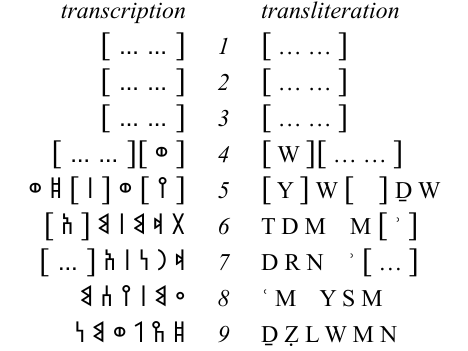 transcription transliteration
[ ... ... ] 1 [ ... ... ]
[ ... ... ] 2 [ ... ... ]
[ ... ... ] 3 [ ... ... ]
[ 𐩥 ][ ... ... ] 4 [ W ][ ... ... ]
[ 𐩺 ] 𐩥 [ 𐩽 ] 𐩹 𐩥 5 [ Y ] W [ ] Ḏ W
𐩩 𐩵 𐩣 𐩽 𐩣 [ 𐩱 ] 6 T D M M [ ʾ ]
𐩵 𐩧 𐩬 𐩽 𐩱 [ ... ] 7 D R N ʾ [ ... ]
𐩲 𐩣 𐩽 𐩺 𐩪 𐩣 8 ʿ M Y S M
𐩹 𐩼 𐩡 𐩥 𐩣 𐩬 9 Ḏ Ẓ L W M N